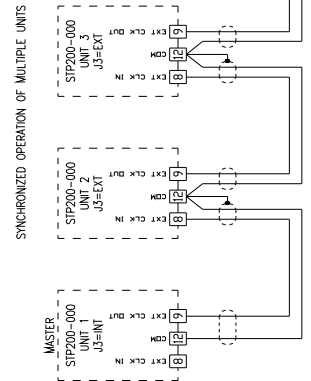 SYNCHRONIZED OPERATION OF MULTIPLE UNITS
STP200-000
UNIT 3
J3=EXT
EXT CLK OUT
9
COM
12
EXT CLK IN
8
STP200-000
UNIT 2
J3=EXT
EXT CLK OUT
9
COM
12
EXT CLK IN
8
MASTER
STP200-000
UNIT 1
J3=INT
EXT CLK OUT
9
COM
12
EXT CLK IN
8